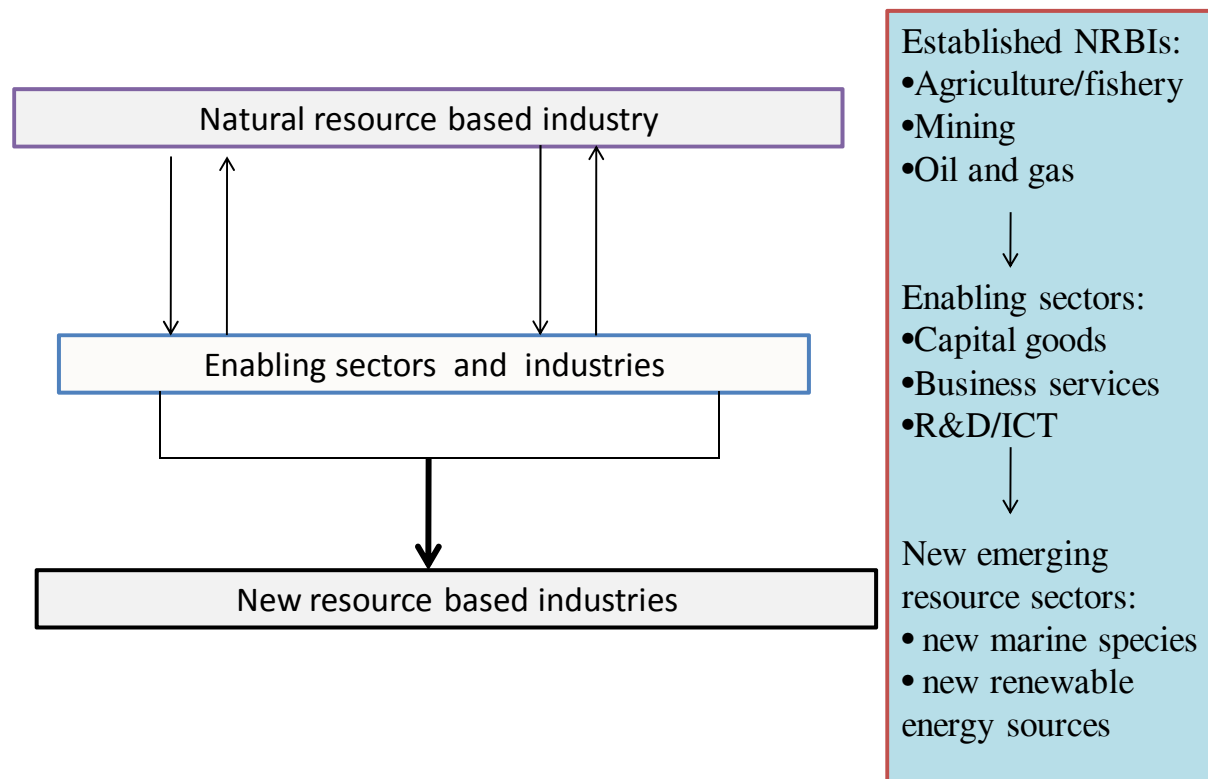 Natural resource based industry
Enabling sectors and industries
New resource based industries
Established NRBIs:
•Agriculture/fishery
•Mining
•Oil and gas
Enabling sectors:
•Capital goods
•Business services
•R&D/ICT
New emerging
resource sectors:
• new marine species
• new renewable
energy sources